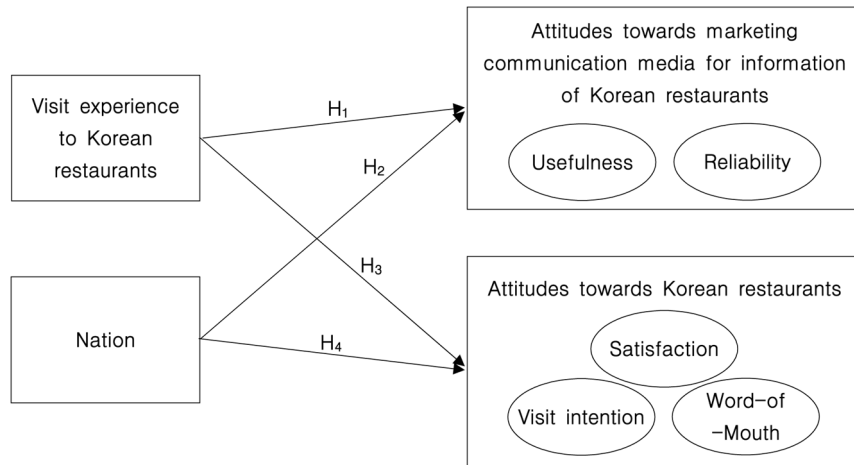 Visit experience
to Korean
restaurants
Nation
H₁
H₂
H₃
H₄
Attitudes towards marketing
communication media for information
of Korean restaurants
Usefulness
Reliability
Attitudes towards Korean restaurants
Satisfaction
Visit intention
Word-of
-Mouth